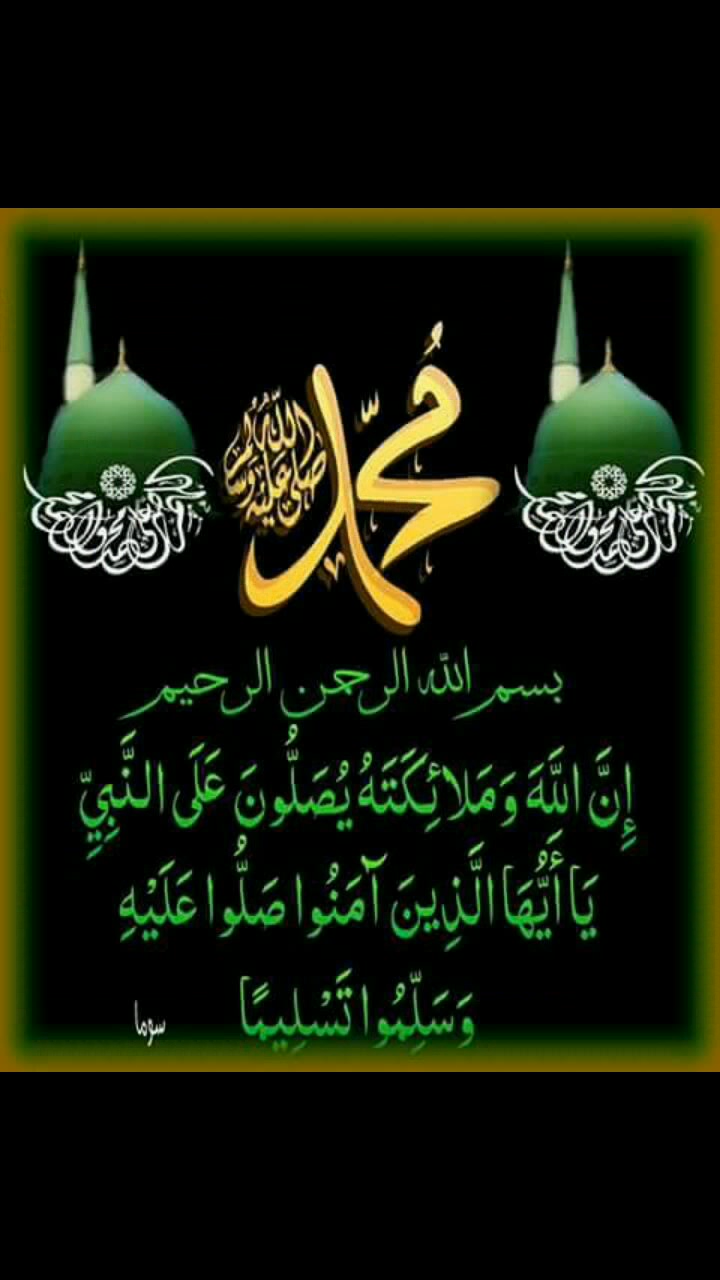 محمد
صلى الله عليه وسلم
بسم الله الرحمن الرحيم
إِنَّ اللَّهَ وَمَلائِكَتَهُ يُصَلُّونَ عَلَى النَّبِيِّ
يَا أَيُّهَا الَّذِينَ آمَنُوا صَلُّوا عَلَيْهِ
وَسَلِّمُوا تَسْلِيمًا
سوما